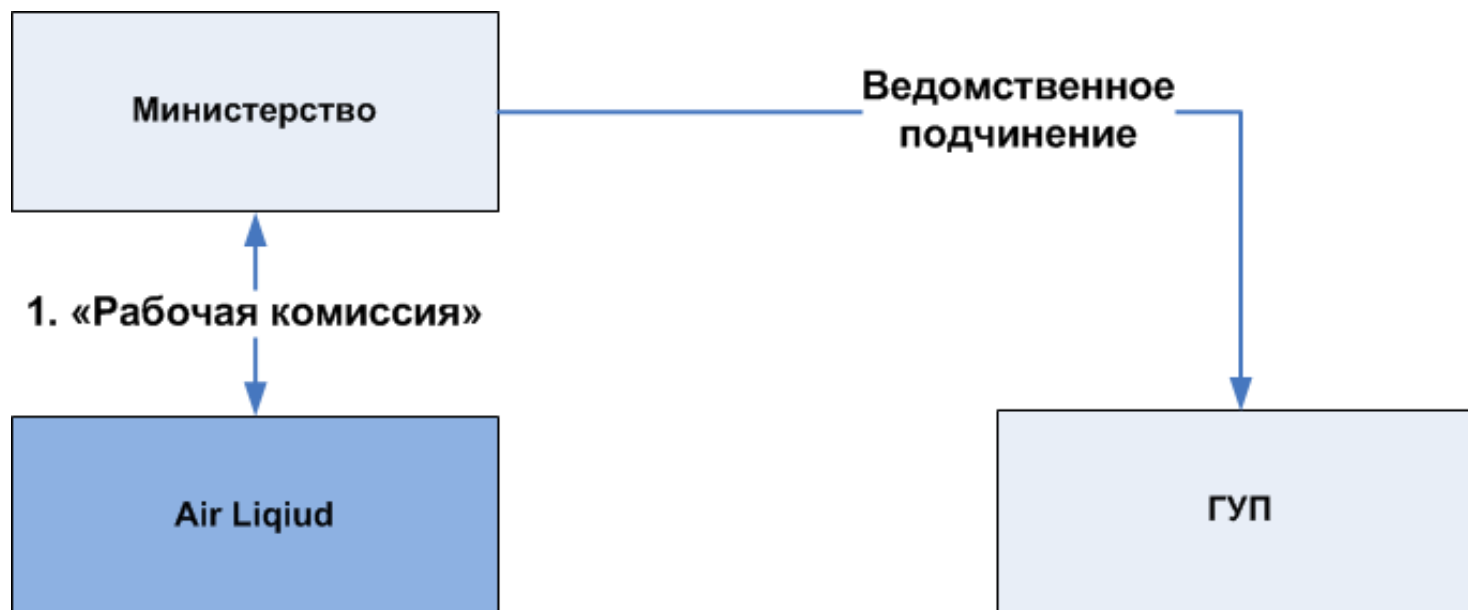 Министерство
Ведомственное
подчинение
1. «Рабочая комиссия»
Air Liqiud
ГУП